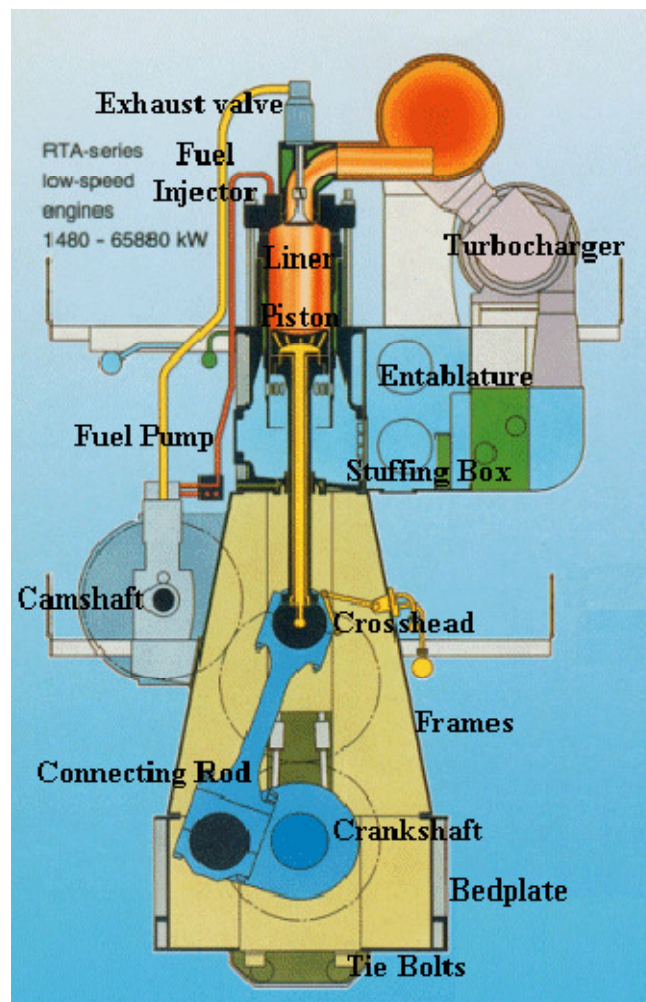 Exhaust valve
RTA-series
low-speed
engines
1480 - 65880 kW
Fuel
Injector
Turbocharger
Liner
Piston
Entablature
Fuel Pump
Stuffing Box
Camshaft
Crosshead
Frames
Connecting Rod
Crankshaft
Bedplate
Tie Bolts